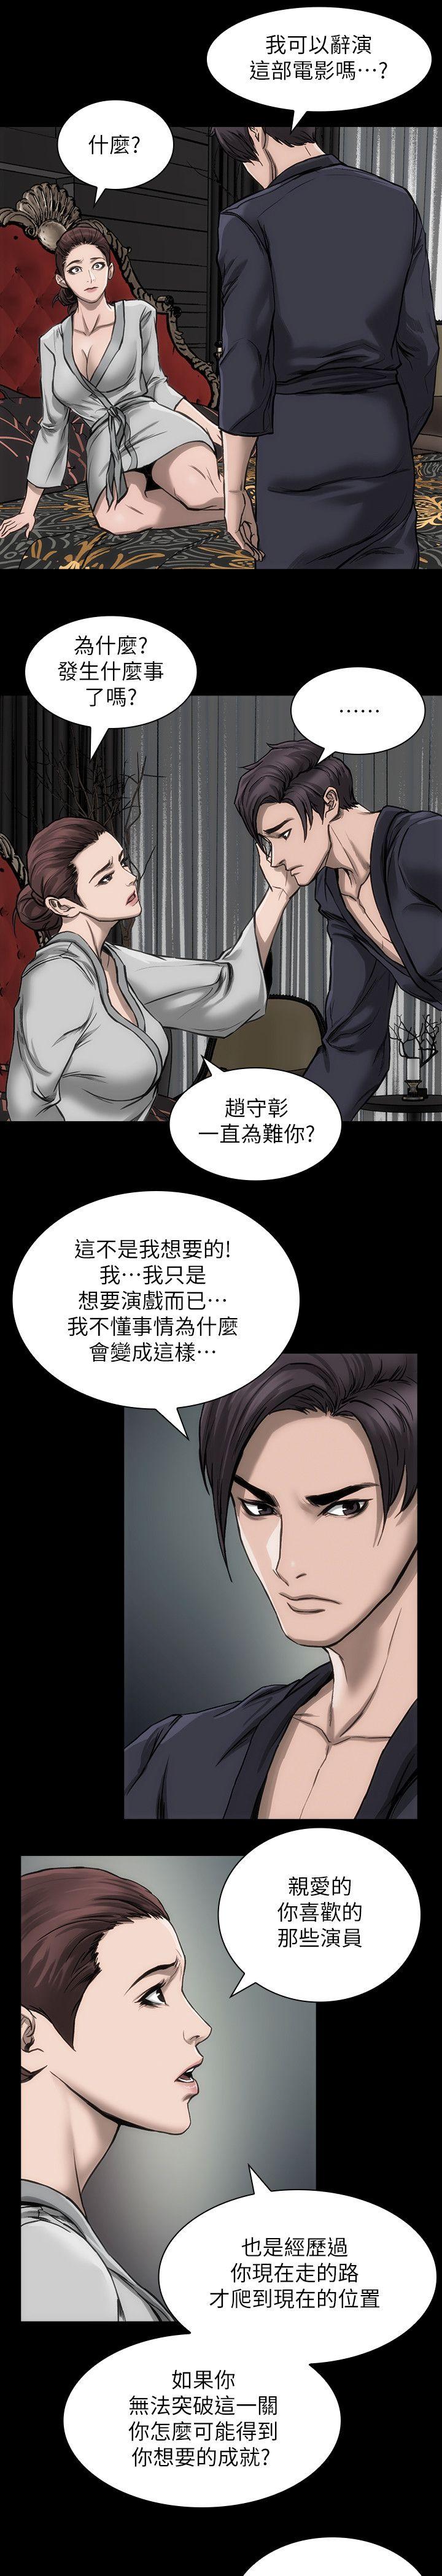 我可以辭演
這部電影嗎…?
什麼?
為什麼?
發生什麼事
了嗎?
……
趙守彰
一直為難你?
這不是我想要的!
我…我只是
想要演戲而已…
我不懂事情為什麼
會變成這樣…
親愛的
你喜歡的
那些演員
也是經歷過
你現在走的路
才爬到現在的位置
如果你
無法突破這一關
你怎麼可能得到
你想要的成就?